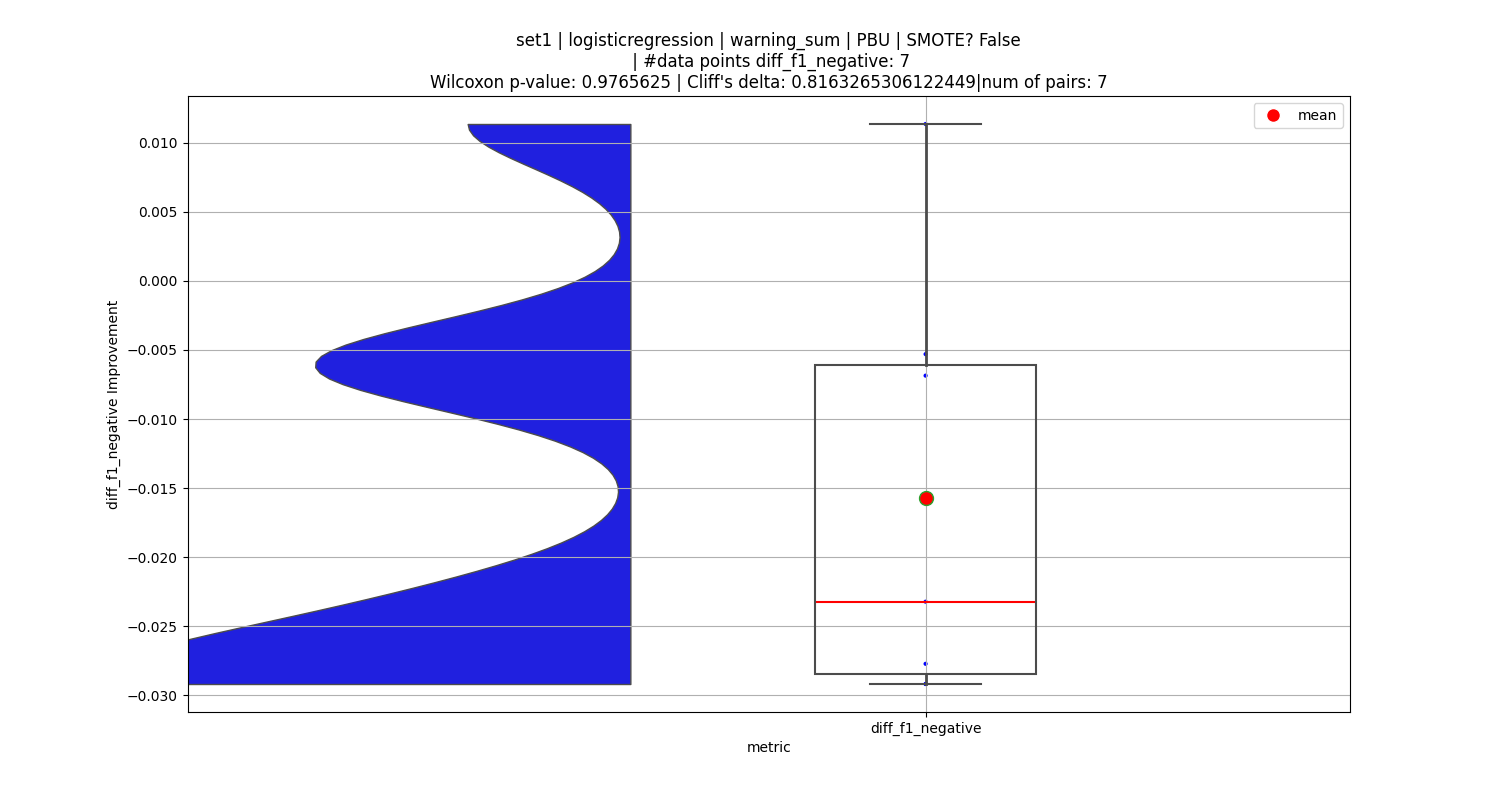 set1 | logisticregression | warning_sum | PBU | SMOTE? False
| #data points diff_f1_negative: 7
Wilcoxon p-value: 0.9765625 | Cliff's delta: 0.8163265306122449|num of pairs: 7
mean
0.010
0.005
0.000
−0.005
−0.010
−0.015
−0.020
−0.025
−0.030
diff_f1_negative Improvement
diff_f1_negative
metric